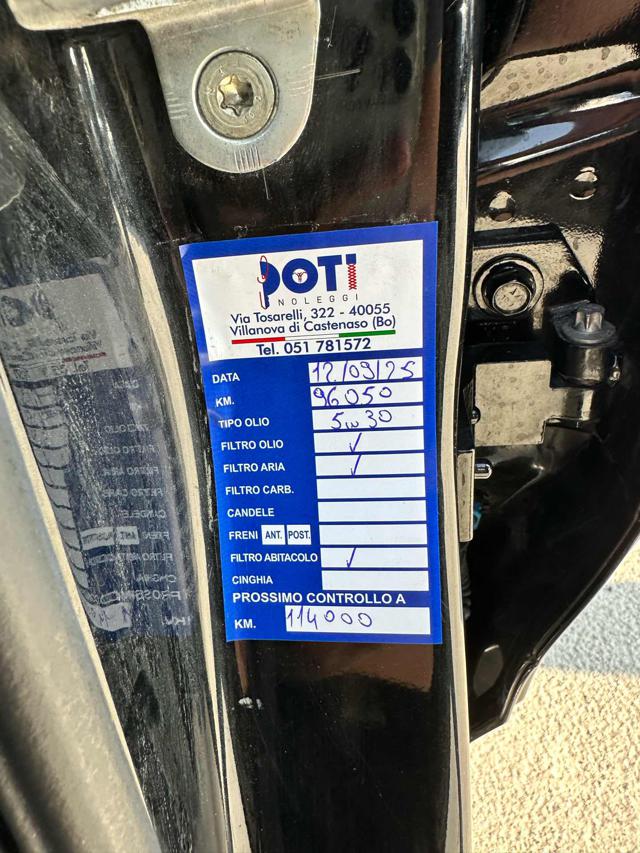 POTI
NOLEGGI
Via Tosarelli, 322 - 40055
Villanova di Castenaso (Bo)
Tel. 051 781572
DATA 12/09/25
KM. 96050
TIPO OLIO 5w30
FILTRO OLIO ✓
FILTRO ARIA ✓
FILTRO CARB.
CANDELE
FRENI ANT. POST.
FILTRO ABITACOLO ✓
CINGHIA
PROSSIMO CONTROLLO A
KM. 114000